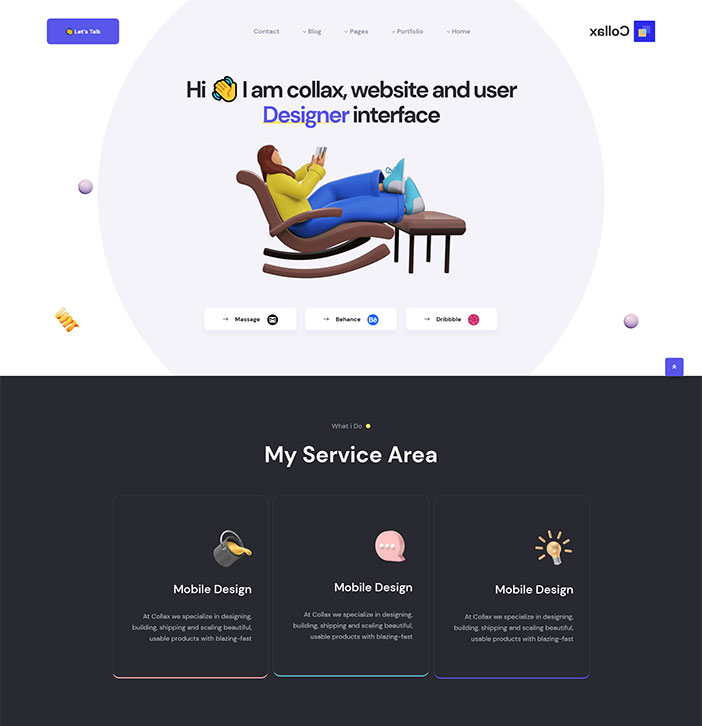 Let's Talk
Contact
Blog
Pages
Portfolio
Home
Collax
Hi 👋 I am collax, website and user
Designer interface
→ Massage
→ Behance Bē
→ Dribbble
What i Do
My Service Area
Mobile Design
At Collax we specialize in designing,
building, shipping and scaling beautiful,
usable products with blazing-fast
Mobile Design
At Collax we specialize in designing,
building, shipping and scaling beautiful,
usable products with blazing-fast
Mobile Design
At Collax we specialize in designing,
building, shipping and scaling beautiful,
usable products with blazing-fast